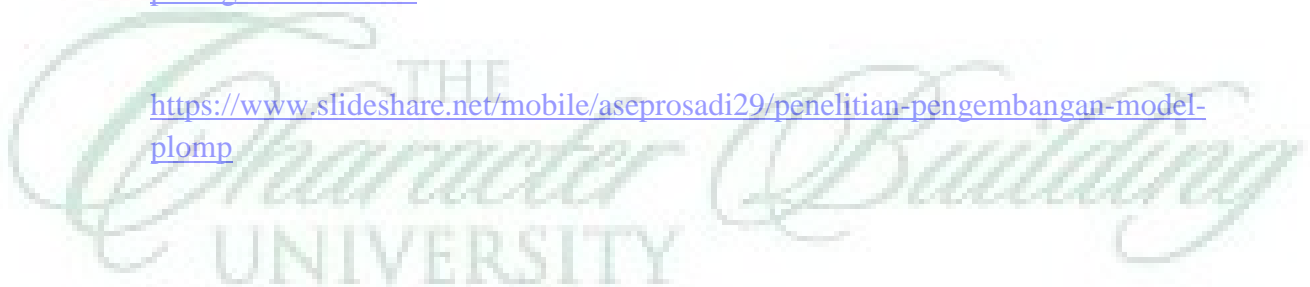 THE
https://www.slideshare.net/mobile/aseprosadi29/penelitian-pengembangan-model-
plomp
Character Building
UNIVERSITY